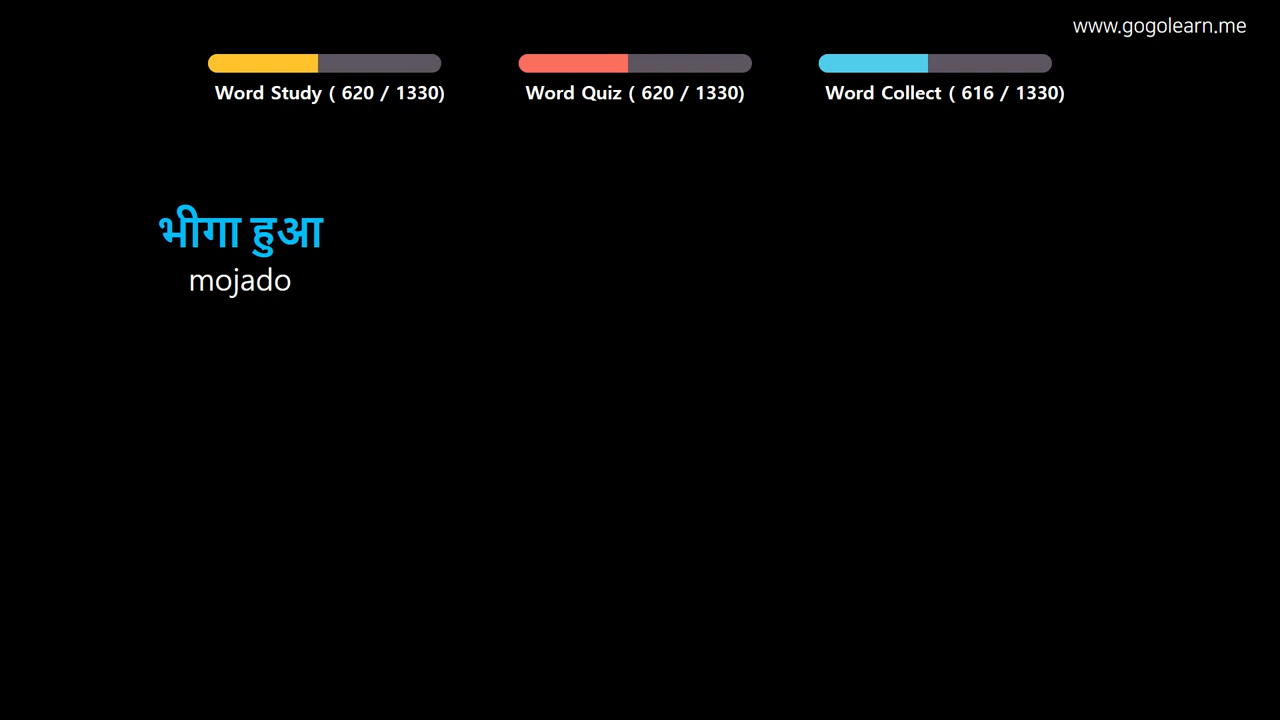 www.gogolearn.me
Word Study ( 620 / 1330)
Word Quiz ( 620 / 1330)
Word Collect ( 616 / 1330)
भीगा हुआ
mojado